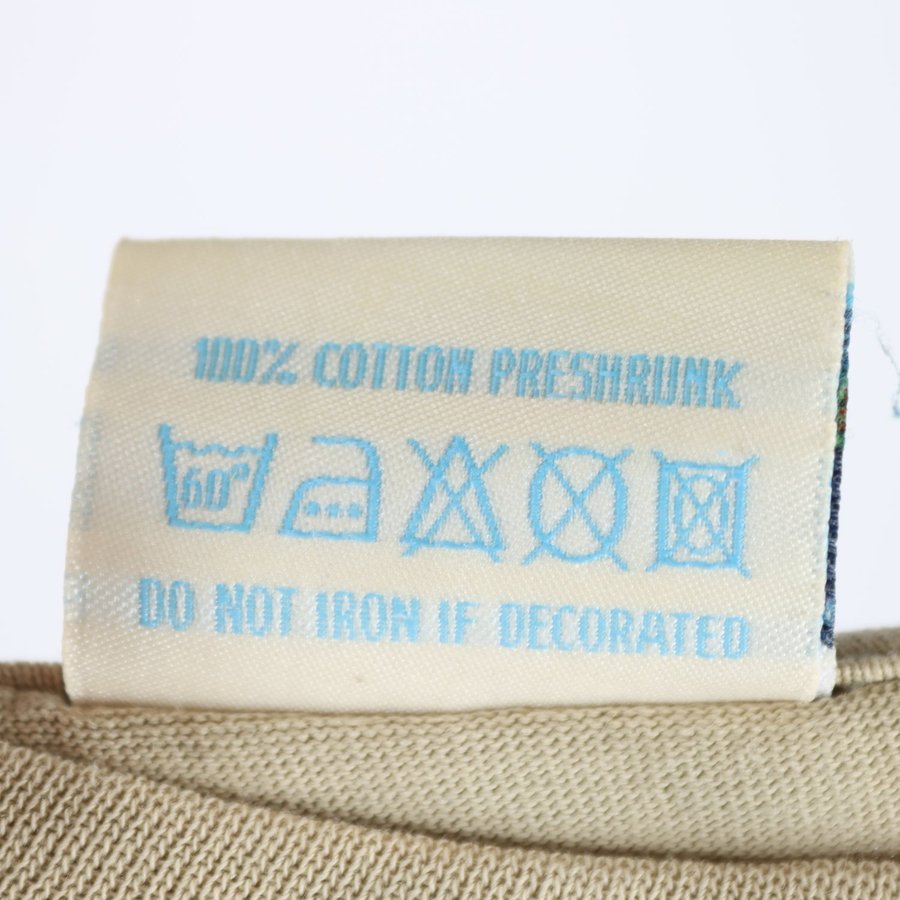 100% COTTON PRESHRUNK
60°
DO NOT IRON IF DECORATED